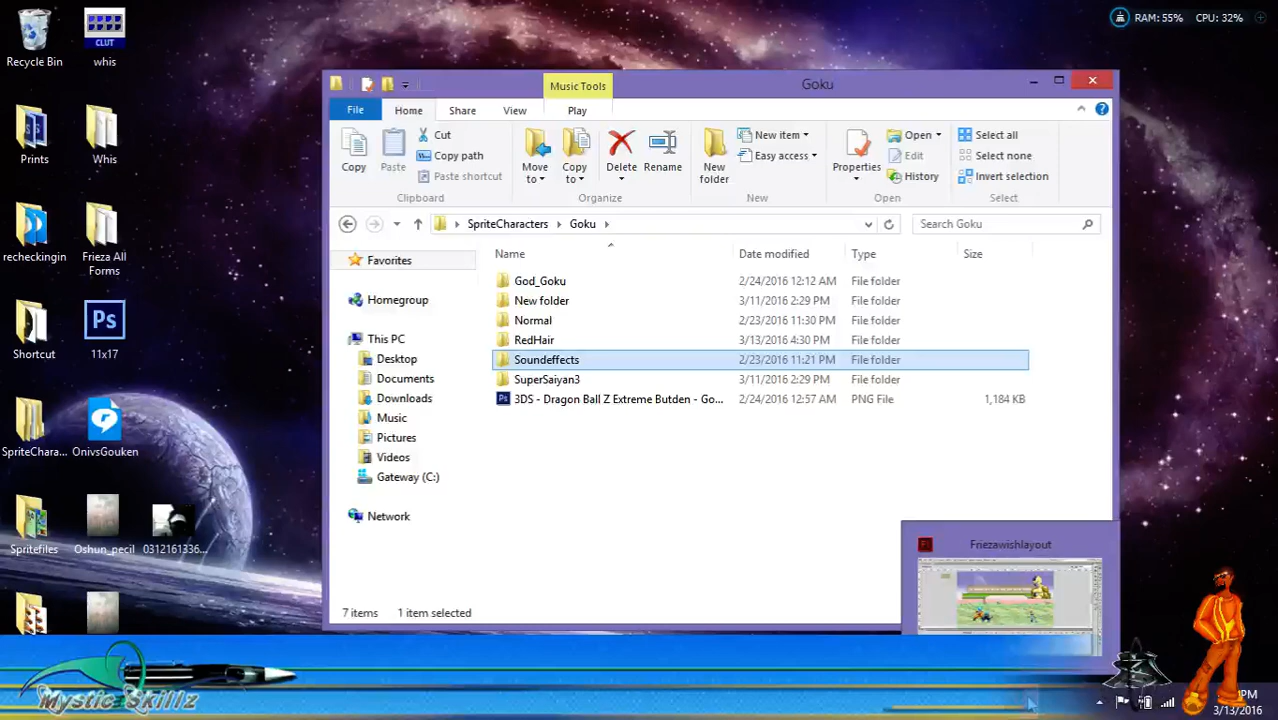 RAM: 55% CPU: 32%
Recycle Bin
CLUT
whis
Prints
Whis
recheckingin
Frieza All
Forms
Shortcut
Ps
11x17
SpriteChara...
OnivsGouken
Spritefiles
Oshun_pecil
0312161336...
Music Tools
Goku
File
Home
Share
View
Play
Copy
Paste
Cut
Copy path
Paste shortcut
Clipboard
Move
to
Copy
to
Delete
Rename
Organize
New
folder
New item
Easy access
New
Properties
Open
Edit
History
Open
Select all
Select none
Invert selection
Select
SpriteCharacters
Goku
Search Goku
Name
Date modified
Type
Size
Favorites
Homegroup
This PC
Desktop
Documents
Downloads
Music
Pictures
Videos
Gateway (C:)
Network
God_Goku 2/24/2016 12:12 AM File folder
New folder 3/11/2016 2:29 PM File folder
Normal 2/23/2016 11:30 PM File folder
RedHair 3/13/2016 4:30 PM File folder
Soundeffects 2/23/2016 11:21 PM File folder
SuperSaiyan3 3/11/2016 2:29 PM File folder
3DS - Dragon Ball Z Extreme Butden - Go... 2/24/2016 12:57 AM PNG File 1,184 KB
Friezawishlayout
7 items 1 item selected
Mystic Skillz
PM
3/13/2016